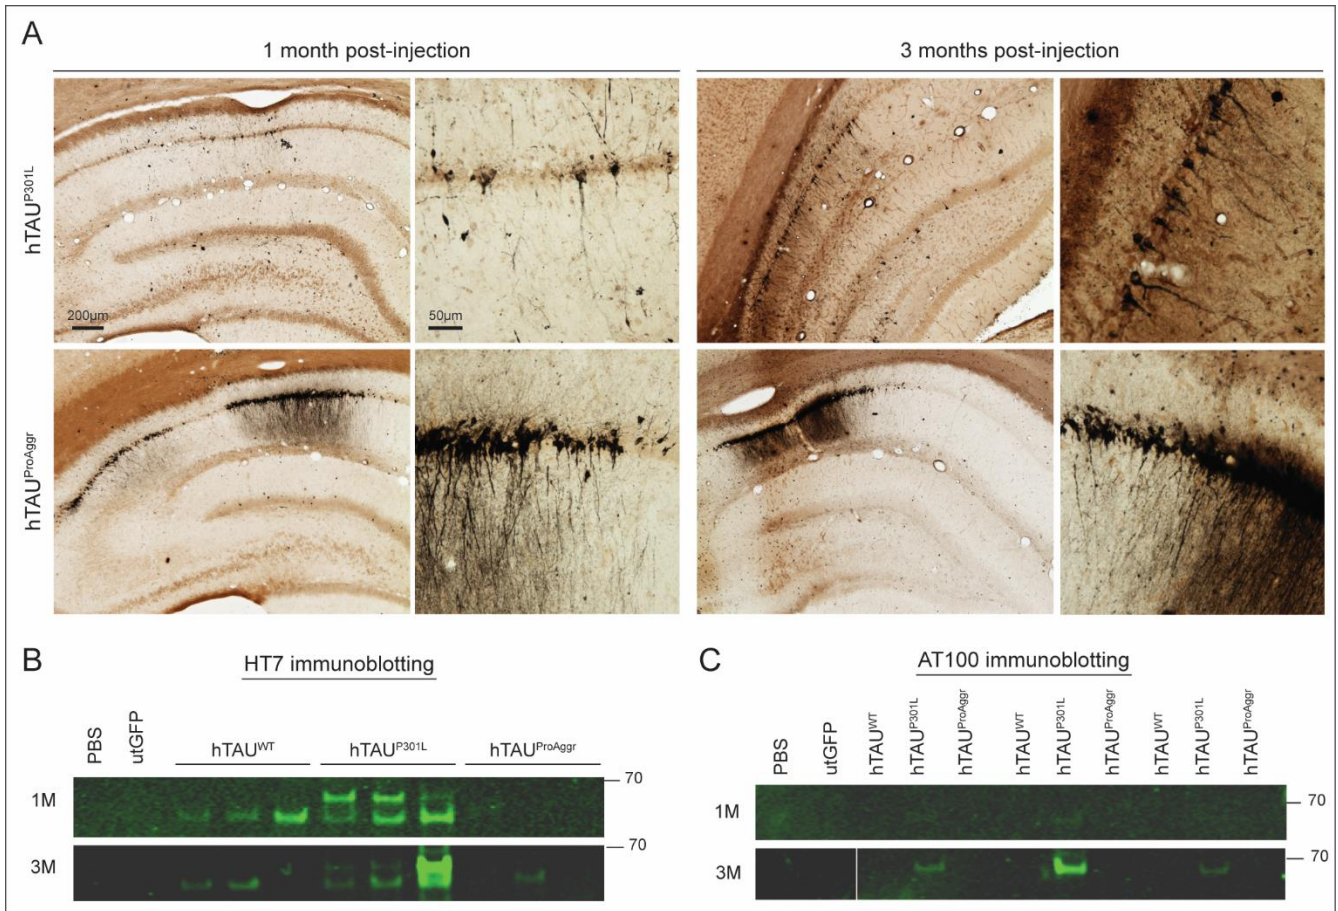 A
1 month post-injection
3 months post-injection
hTAU^P301L
200µm
50µm
hTAU^ProAggr
B
HT7 immunoblotting
PBS
utGFP
hTAU^WT
hTAU^P301L
hTAU^ProAggr
1M
70
3M
70
C
AT100 immunoblotting
PBS
utGFP
hTAU^WT
hTAU^P301L
hTAU^ProAggr
hTAU^WT
hTAU^P301L
hTAU^ProAggr
hTAU^WT
hTAU^P301L
hTAU^ProAggr
1M
70
3M
70